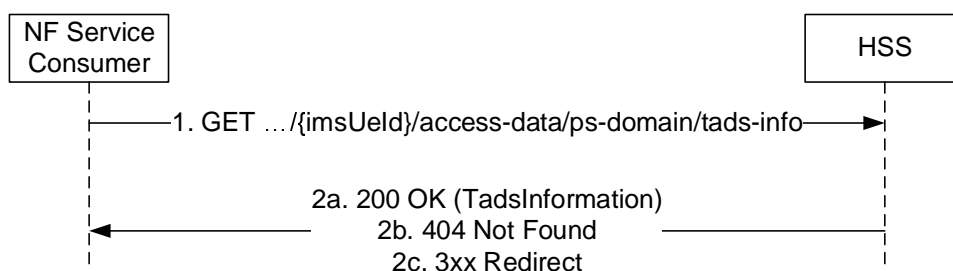 NF Service
Consumer
HSS
1. GET …/{imsUeId}/access-data/ps-domain/tads-info
2a. 200 OK (TadsInformation)
2b. 404 Not Found
2c. 3xx Redirect